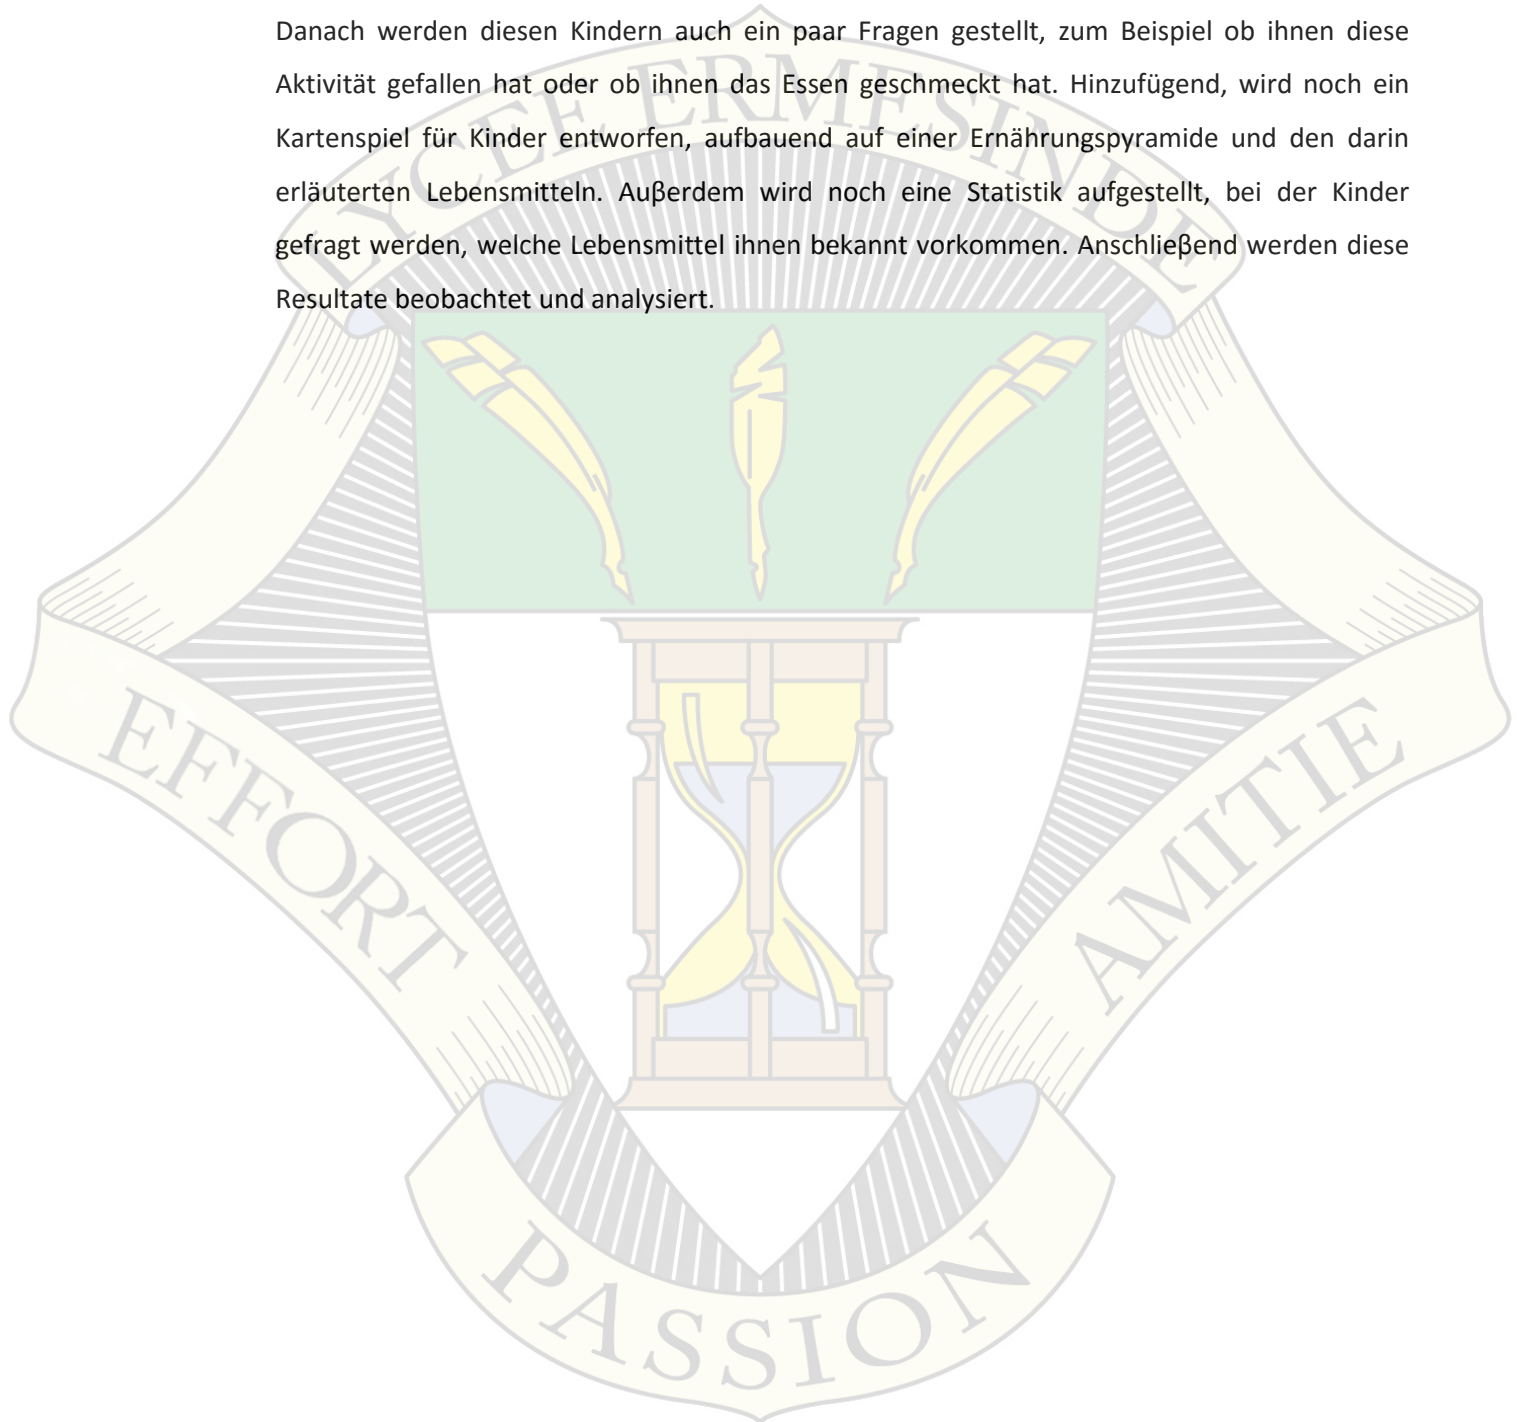 Danach werden diesen Kindern auch ein paar Fragen gestellt, zum Beispiel ob ihnen diese
Aktivität gefallen hat oder ob ihnen das Essen geschmeckt hat. Hinzufügend, wird noch ein
Kartenspiel für Kinder entworfen, aufbauend auf einer Ernährungspyramide und den darin
erläuterten Lebensmitteln. Auβerdem wird noch eine Statistik aufgestellt, bei der Kinder
gefragt werden, welche Lebensmittel ihnen bekannt vorkommen. Anschlieβend werden diese
Resultate beobachtet und analysiert.
LYCEE ERMESINDE
EFFORT
AMITIE
PASSION